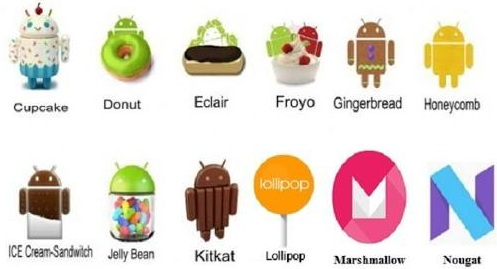 Cupcake
Donut
Eclair
Froyo
Gingerbread
Honeycomb
lollipop
ICE Cream-Sandwitch
Jelly Bean
Kitkat
Lollipop
Marshmallow
Nougat